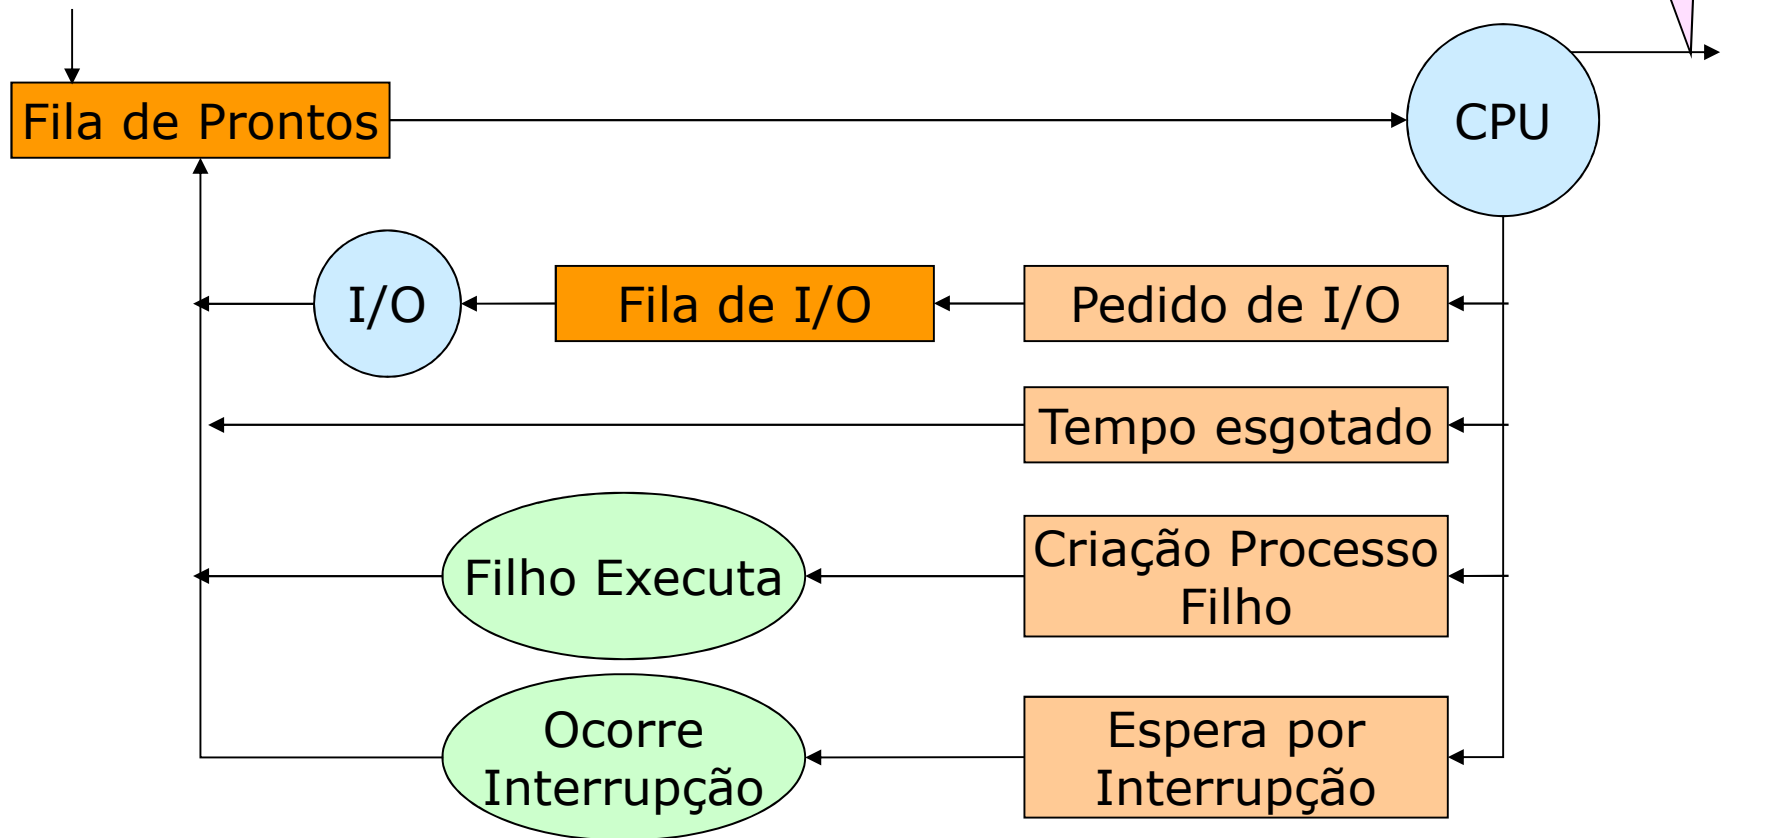 Fila de Prontos
CPU
I/O
Fila de I/O
Pedido de I/O
Tempo esgotado
Filho Executa
Criação Processo
Filho
Ocorre
Interrupção
Espera por
Interrupção